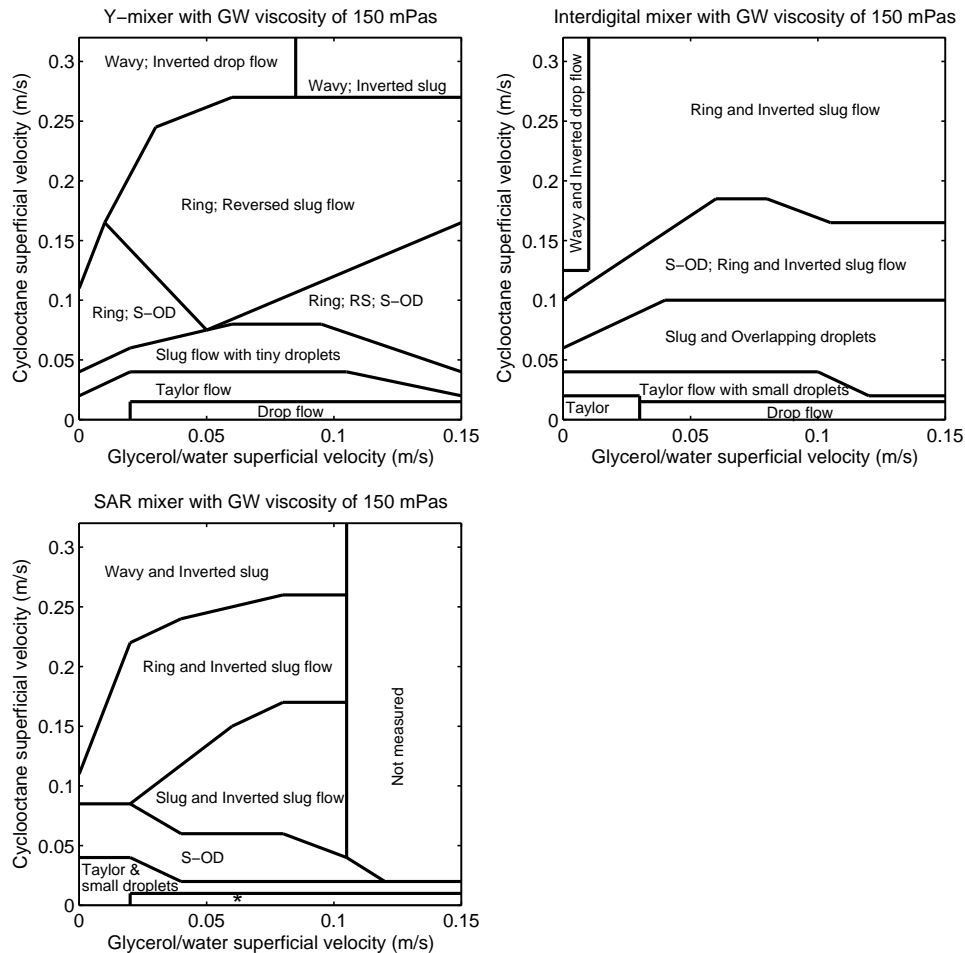 Y−mixer with GW viscosity of 150 mPas
Cyclooctane superficial velocity (m/s)
0.3
0.25
0.2
0.15
0.1
0.05
0
Wavy; Inverted drop flow
Wavy; Inverted slug
Ring; Reversed slug flow
Ring; S−OD
Ring; RS; S−OD
Slug flow with tiny droplets
Taylor flow
Drop flow
0
0.05
0.1
0.15
Glycerol/water superficial velocity (m/s)
Interdigital mixer with GW viscosity of 150 mPas
Cyclooctane superficial velocity (m/s)
0.3
0.25
0.2
0.15
0.1
0.05
0
Wavy and Inverted drop flow
Ring and Inverted slug flow
S−OD; Ring and Inverted slug flow
Slug and Overlapping droplets
Taylor flow with small droplets
Taylor
Drop flow
0
0.05
0.1
0.15
Glycerol/water superficial velocity (m/s)
SAR mixer with GW viscosity of 150 mPas
Cyclooctane superficial velocity (m/s)
0.3
0.25
0.2
0.15
0.1
0.05
0
Wavy and Inverted slug
Ring and Inverted slug flow
Not measured
Slug and Inverted slug flow
S−OD
Taylor &
small droplets
*
0
0.05
0.1
0.15
Glycerol/water superficial velocity (m/s)